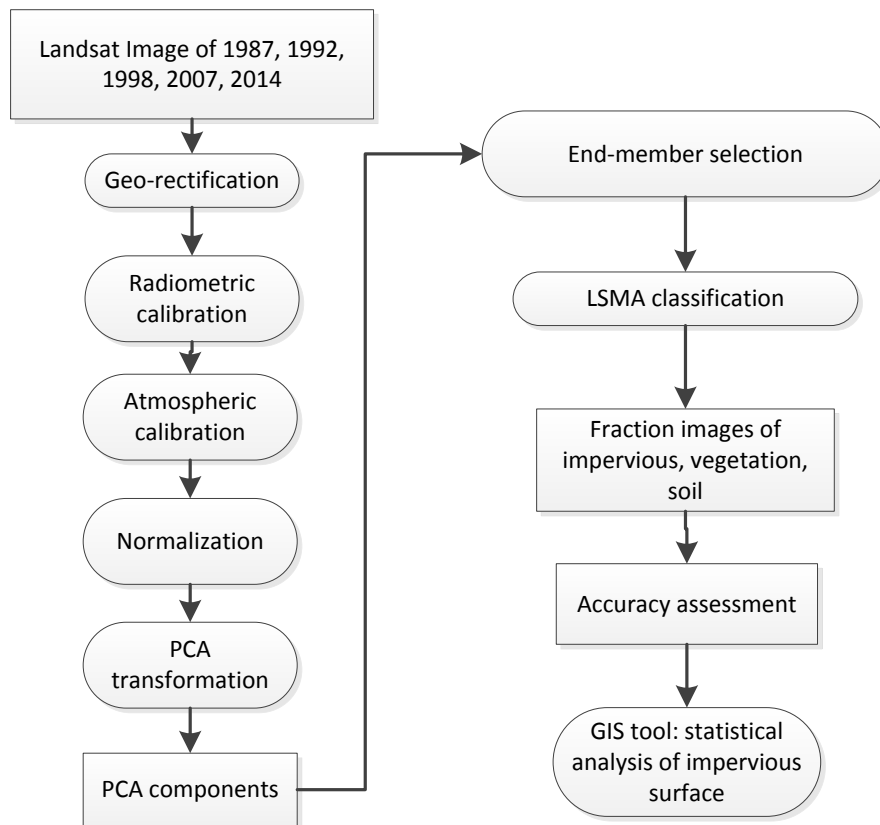 Landsat Image of 1987, 1992,
1998, 2007, 2014
Geo-rectification
Radiometric
calibration
Atmospheric
calibration
Normalization
PCA
transformation
PCA components
End-member selection
LSMA classification
Fraction images of
impervious, vegetation,
soil
Accuracy assessment
GIS tool: statistical
analysis of impervious
surface